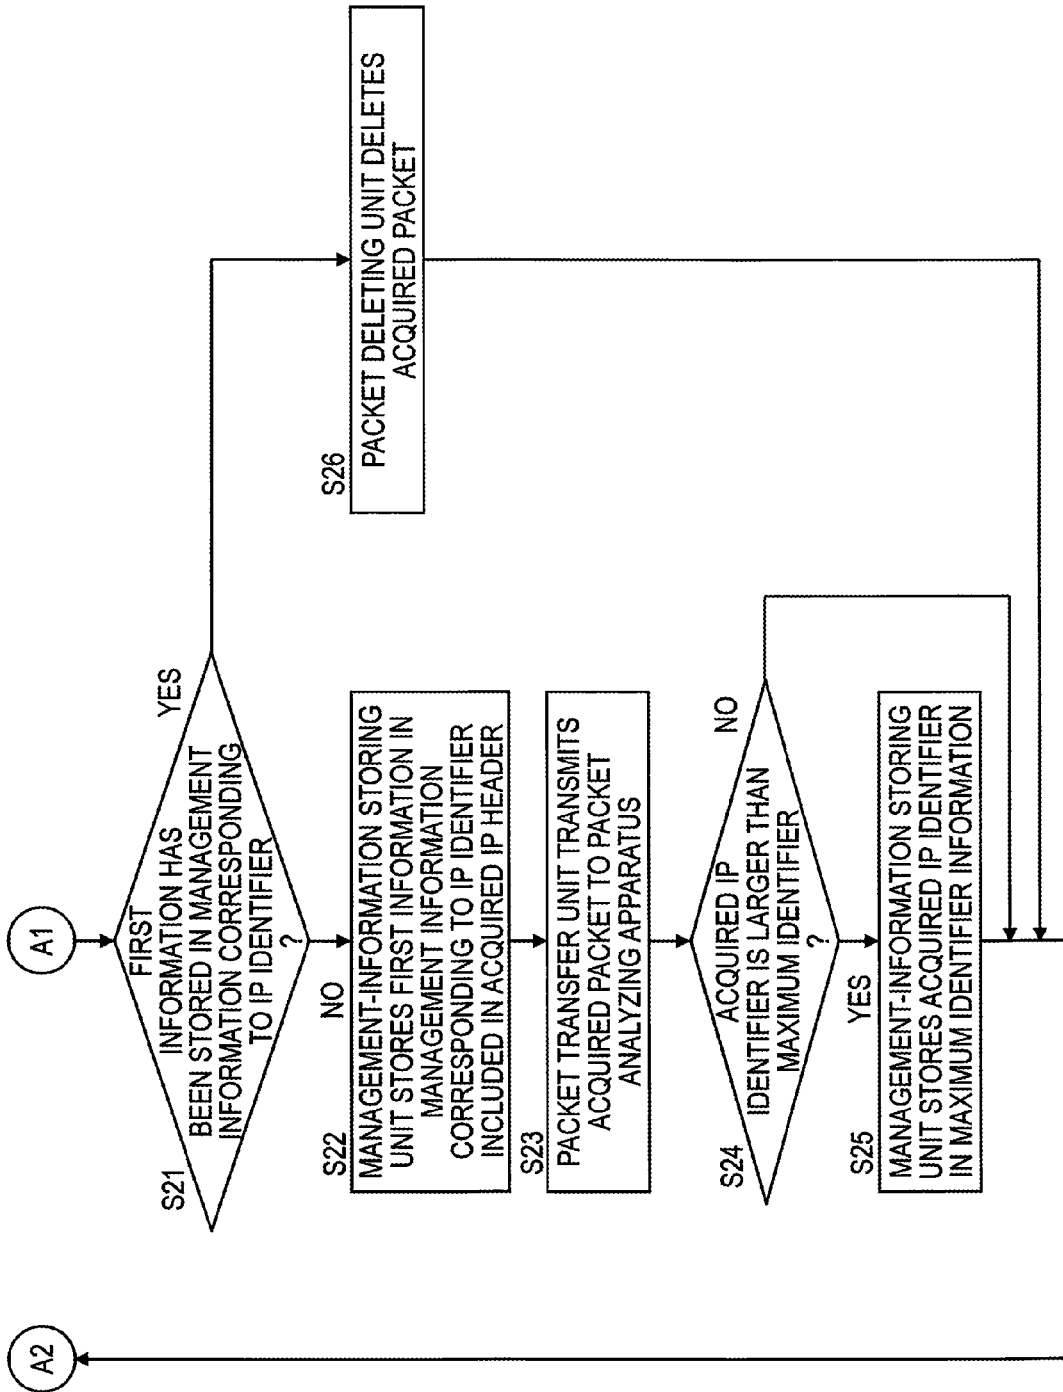 A1
S21
FIRST
INFORMATION HAS
BEEN STORED IN MANAGEMENT
INFORMATION CORRESPONDING
TO IP IDENTIFIER
?
YES
NO
S22
MANAGEMENT-INFORMATION STORING
UNIT STORES FIRST INFORMATION IN
MANAGEMENT INFORMATION
CORRESPONDING TO IP IDENTIFIER
INCLUDED IN ACQUIRED IP HEADER
S23
PACKET TRANSFER UNIT TRANSMITS
ACQUIRED PACKET TO PACKET
ANALYZING APPARATUS
S24
ACQUIRED IP
IDENTIFIER IS LARGER THAN
MAXIMUM IDENTIFIER
?
NO
YES
S25
MANAGEMENT-INFORMATION STORING
UNIT STORES ACQUIRED IP IDENTIFIER
IN MAXIMUM IDENTIFIER INFORMATION
S26
PACKET DELETING UNIT DELETES
ACQUIRED PACKET
A2